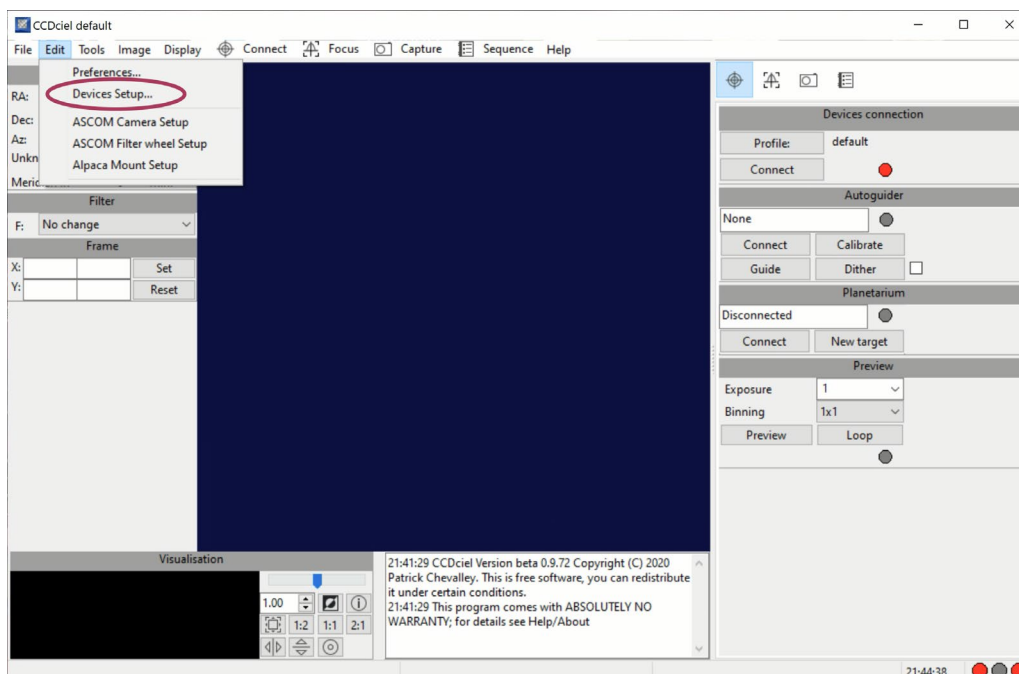 CCDciel default
File Edit Tools Image Display Connect Focus Capture Sequence Help
Preferences...
Devices Setup...
ASCOM Camera Setup
ASCOM Filter wheel Setup
Alpaca Mount Setup
RA:
Dec:
Az:
Filter
F: No change
Frame
X: Set
Y: Reset
Devices connection
Profile: default
Connect
Autoguider
None
Connect Calibrate
Guide Dither
Planetarium
Disconnected
Connect New target
Preview
Exposure 1
Binning 1x1
Preview Loop
Visualisation
1.00
1:2 1:1 2:1
21:41:29 CCDciel Version beta 0.9.72 Copyright (C) 2020
Patrick Chevalley. This is free software, you can redistribute
it under certain conditions.
21:41:29 This program comes with ABSOLUTELY NO
WARRANTY; for details see Help/About
21:44:38